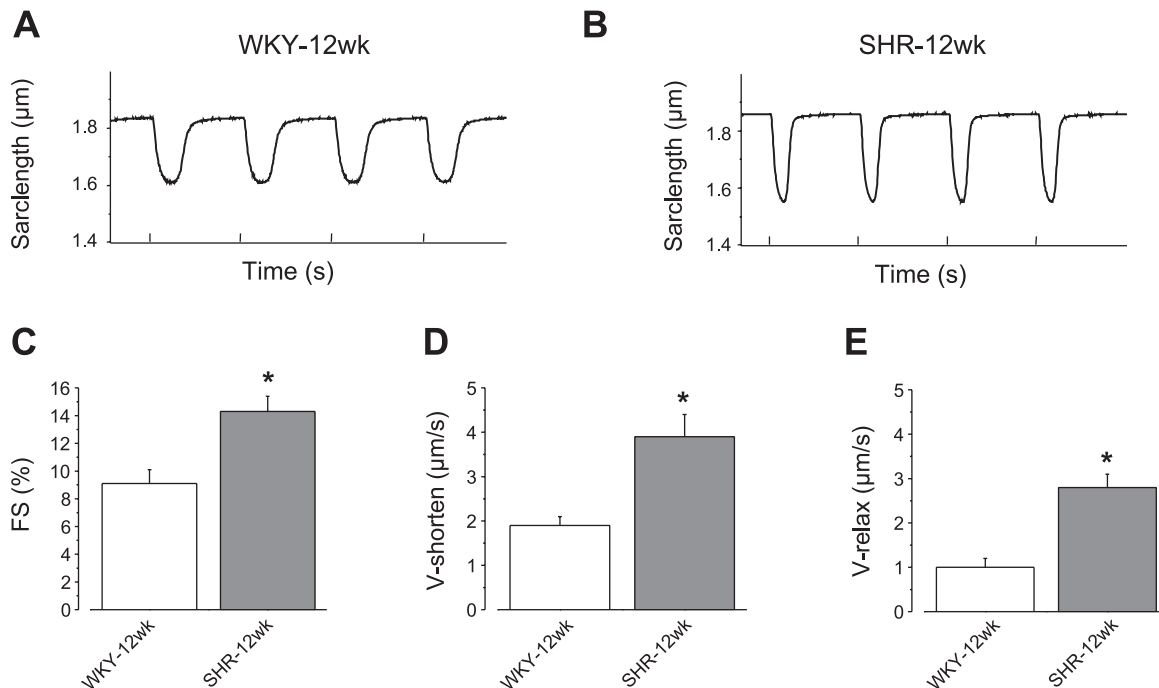 A
WKY-12wk
Sarclength (µm)
1.8
1.6
1.4
Time (s)
B
SHR-12wk
Sarclength (µm)
1.8
1.6
1.4
Time (s)
C
FS (%)
16
14
12
10
8
6
4
2
0
*
WKY-12wk
SHR-12wk
D
V-shorten (µm/s)
5
4
3
2
1
0
*
WKY-12wk
SHR-12wk
E
V-relax (µm/s)
5
4
3
2
1
0
*
WKY-12wk
SHR-12wk